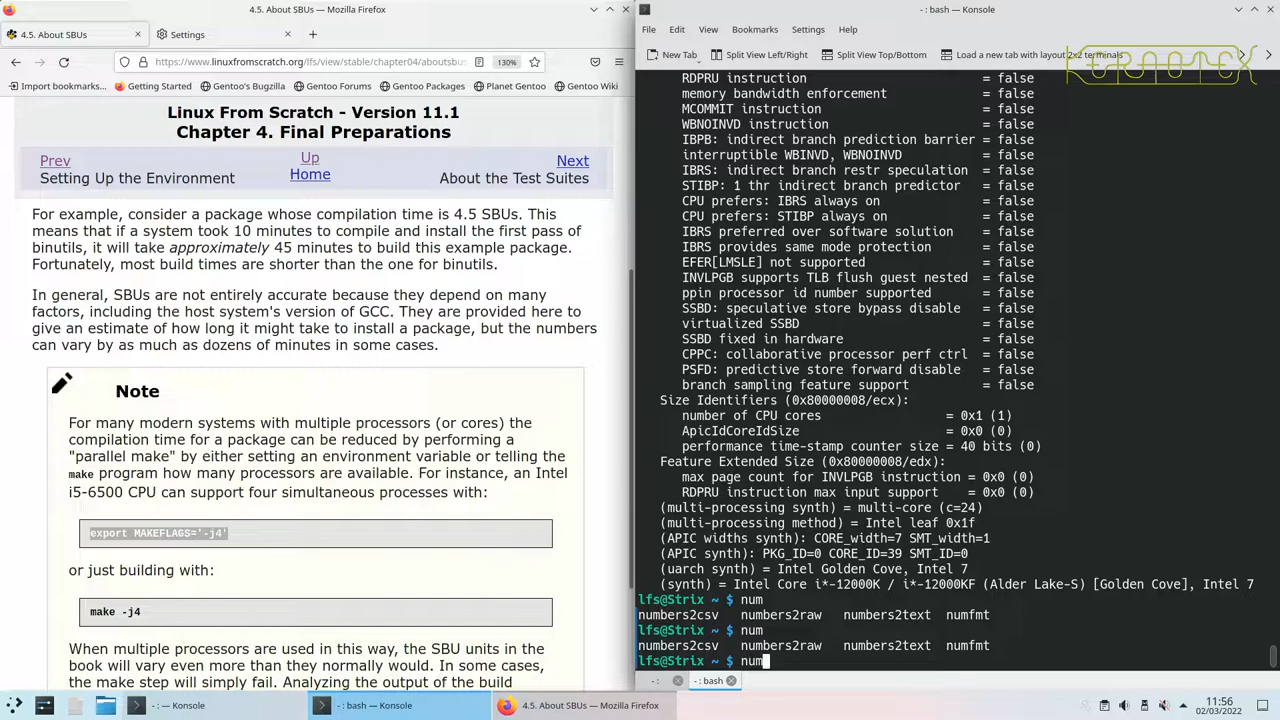 4.5. About SBUs — Mozilla Firefox
4.5. About SBUs
Settings
https://www.linuxfromscratch.org/lfs/view/stable/chapter04/aboutsbus
130%
Import bookmarks...
Getting Started
Gentoo's Bugzilla
Gentoo Forums
Gentoo Packages
Planet Gentoo
Gentoo Wiki
Linux From Scratch - Version 11.1
Chapter 4. Final Preparations
Prev
Up
Next
Setting Up the Environment
Home
About the Test Suites
For example, consider a package whose compilation time is 4.5 SBUs. This
means that if a system took 10 minutes to compile and install the first pass of
binutils, it will take approximately 45 minutes to build this example package.
Fortunately, most build times are shorter than the one for binutils.
In general, SBUs are not entirely accurate because they depend on many
factors, including the host system's version of GCC. They are provided here to
give an estimate of how long it might take to install a package, but the numbers
can vary by as much as dozens of minutes in some cases.
Note
For many modern systems with multiple processors (or cores) the
compilation time for a package can be reduced by performing a
"parallel make" by either setting an environment variable or telling the
make program how many processors are available. For instance, an Intel
i5-6500 CPU can support four simultaneous processes with:
export MAKEFLAGS='-j4'
or just building with:
make -j4
When multiple processors are used in this way, the SBU units in the
book will vary even more than they normally would. In some cases,
the make step will simply fail. Analyzing the output of the build
- : bash — Konsole
File Edit View Bookmarks Settings Help
New Tab
Split View Left/Right
Split View Top/Bottom
Load a new tab with layout 2x2 terminals
KERNOTEX
RDPRU instruction = false
memory bandwidth enforcement = false
MCOMMIT instruction = false
WBNOINVD instruction = false
IBPB: indirect branch prediction barrier = false
interruptible WBINVD, WBNOINVD = false
IBRS: indirect branch restr speculation = false
STIBP: 1 thr indirect branch predictor = false
CPU prefers: IBRS always on = false
CPU prefers: STIBP always on = false
IBRS preferred over software solution = false
IBRS provides same mode protection = false
EFER[LMSLE] not supported = false
INVLPGB supports TLB flush guest nested = false
ppin processor id number supported = false
SSBD: speculative store bypass disable = false
virtualized SSBD = false
SSBD fixed in hardware = false
CPPC: collaborative processor perf ctrl = false
PSFD: predictive store forward disable = false
branch sampling feature support = false
Size Identifiers (0x80000008/ecx):
number of CPU cores = 0x1 (1)
ApicIdCoreIdSize = 0x0 (0)
performance time-stamp counter size = 40 bits (0)
Feature Extended Size (0x80000008/edx):
max page count for INVLPGB instruction = 0x0 (0)
RDPRU instruction max input support = 0x0 (0)
(multi-processing synth) = multi-core (c=24)
(multi-processing method) = Intel leaf 0x1f
(APIC widths synth): CORE_width=7 SMT_width=1
(APIC synth): PKG_ID=0 CORE_ID=39 SMT_ID=0
(uarch synth) = Intel Golden Cove, Intel 7
(synth) = Intel Core i*-12000K / i*-12000KF (Alder Lake-S) [Golden Cove], Intel 7
lfs@Strix ~ $ num
numbers2csv numbers2raw numbers2text numfmt
lfs@Strix ~ $ num
numbers2csv numbers2raw numbers2text numfmt
lfs@Strix ~ $ num
- :
- : bash
- : — Konsole
- : bash — Konsole
4.5. About SBUs — Mozilla Firefox
11:56
02/03/2022